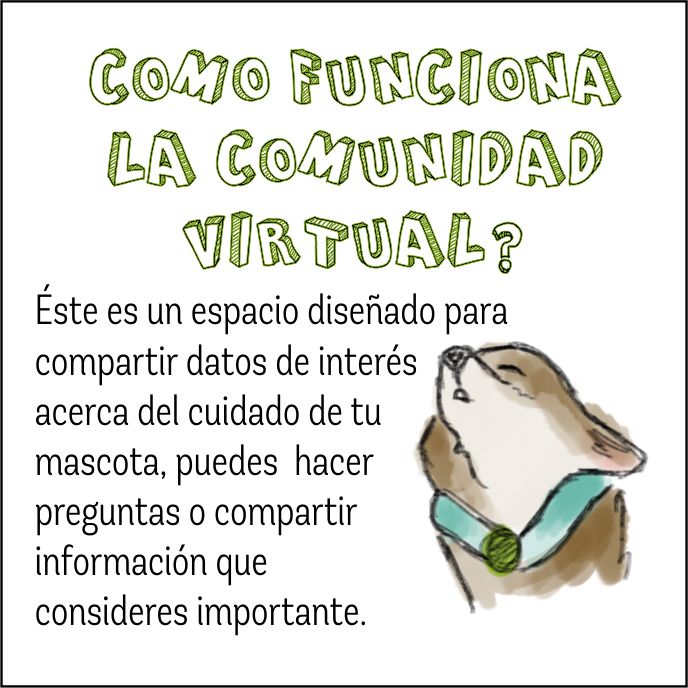 COMO FUNCIONA
LA COMUNIDAD
VIRTUAL?
Éste es un espacio diseñado para
compartir datos de interés
acerca del cuidado de tu
mascota, puedes  hacer
preguntas o compartir
información que
consideres importante.